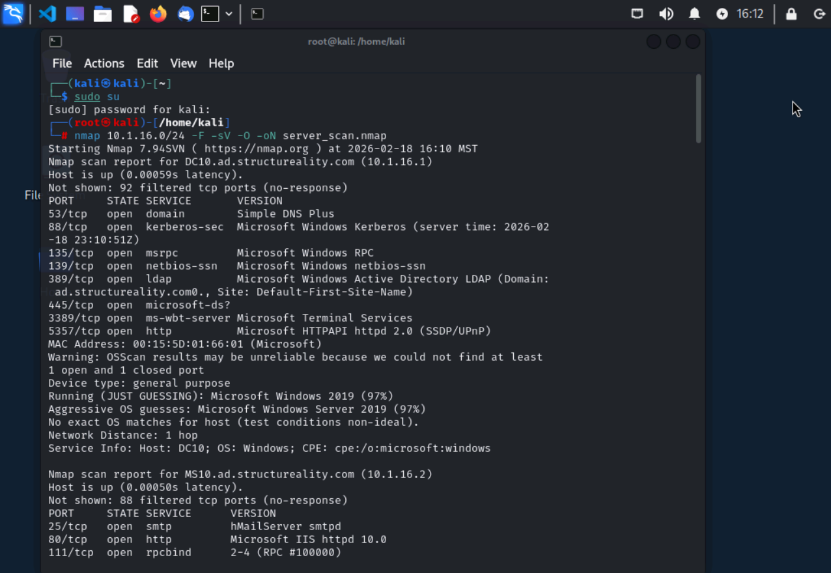 16:12
root@kali: /home/kali
File Actions Edit View Help
(kali㉿kali)-[~]
$ sudo su
[sudo] password for kali:
(root㉿kali)-[/home/kali]
# nmap 10.1.16.0/24 -F -sV -O -oN server_scan.nmap
Starting Nmap 7.94SVN ( https://nmap.org ) at 2026-02-18 16:10 MST
Nmap scan report for DC10.ad.structureality.com (10.1.16.1)
Host is up (0.00059s latency).
Not shown: 92 filtered tcp ports (no-response)
PORT STATE SERVICE VERSION
53/tcp open domain Simple DNS Plus
88/tcp open kerberos-sec Microsoft Windows Kerberos (server time: 2026-02
-18 23:10:51Z)
135/tcp open msrpc Microsoft Windows RPC
139/tcp open netbios-ssn Microsoft Windows netbios-ssn
389/tcp open ldap Microsoft Windows Active Directory LDAP (Domain:
ad.structureality.com0., Site: Default-First-Site-Name)
445/tcp open microsoft-ds?
3389/tcp open ms-wbt-server Microsoft Terminal Services
5357/tcp open http Microsoft HTTPAPI httpd 2.0 (SSDP/UPnP)
MAC Address: 00:15:5D:01:66:01 (Microsoft)
Warning: OSScan results may be unreliable because we could not find at least
1 open and 1 closed port
Device type: general purpose
Running (JUST GUESSING): Microsoft Windows 2019 (97%)
Aggressive OS guesses: Microsoft Windows Server 2019 (97%)
No exact OS matches for host (test conditions non-ideal).
Network Distance: 1 hop
Service Info: Host: DC10; OS: Windows; CPE: cpe:/o:microsoft:windows
Nmap scan report for MS10.ad.structureality.com (10.1.16.2)
Host is up (0.00050s latency).
Not shown: 88 filtered tcp ports (no-response)
PORT STATE SERVICE VERSION
25/tcp open smtp hMailServer smtpd
80/tcp open http Microsoft IIS httpd 10.0
111/tcp open rpcbind 2-4 (RPC #100000)